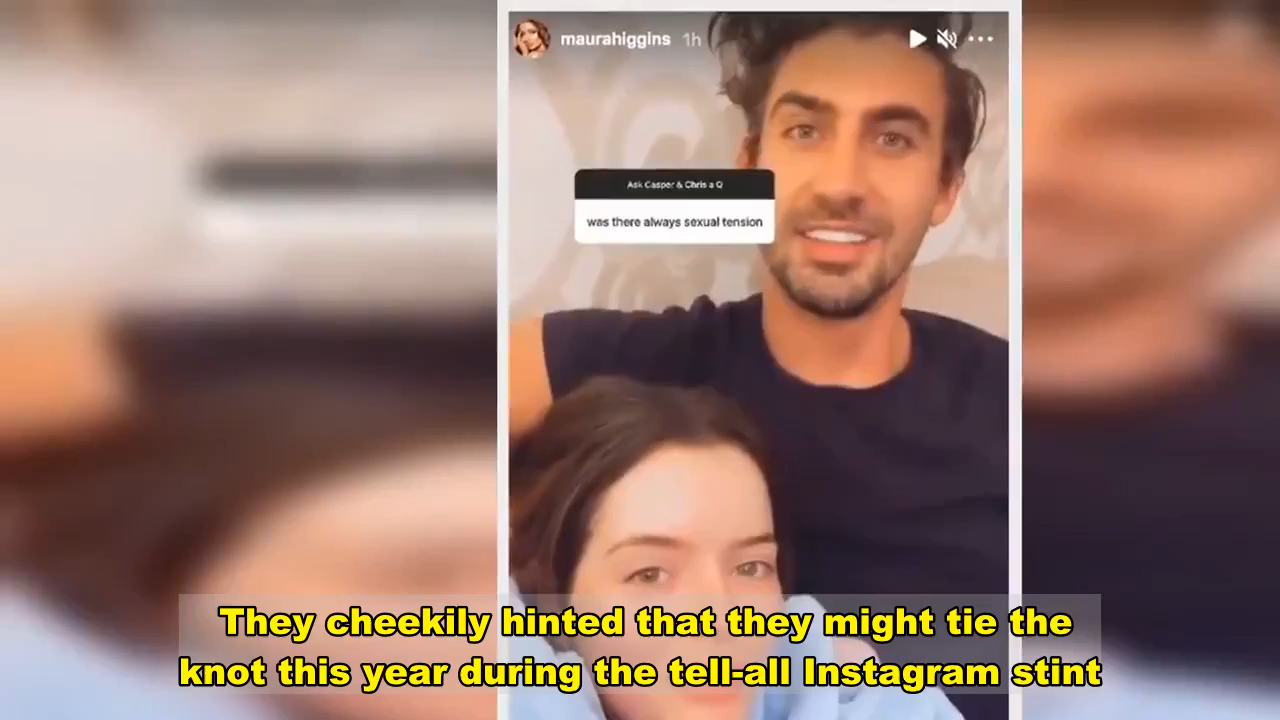 maurahiggins 1h
Ask Casper & Chris a Q
was there always sexual tension
They cheekily hinted that they might tie the
knot this year during the tell-all Instagram stint